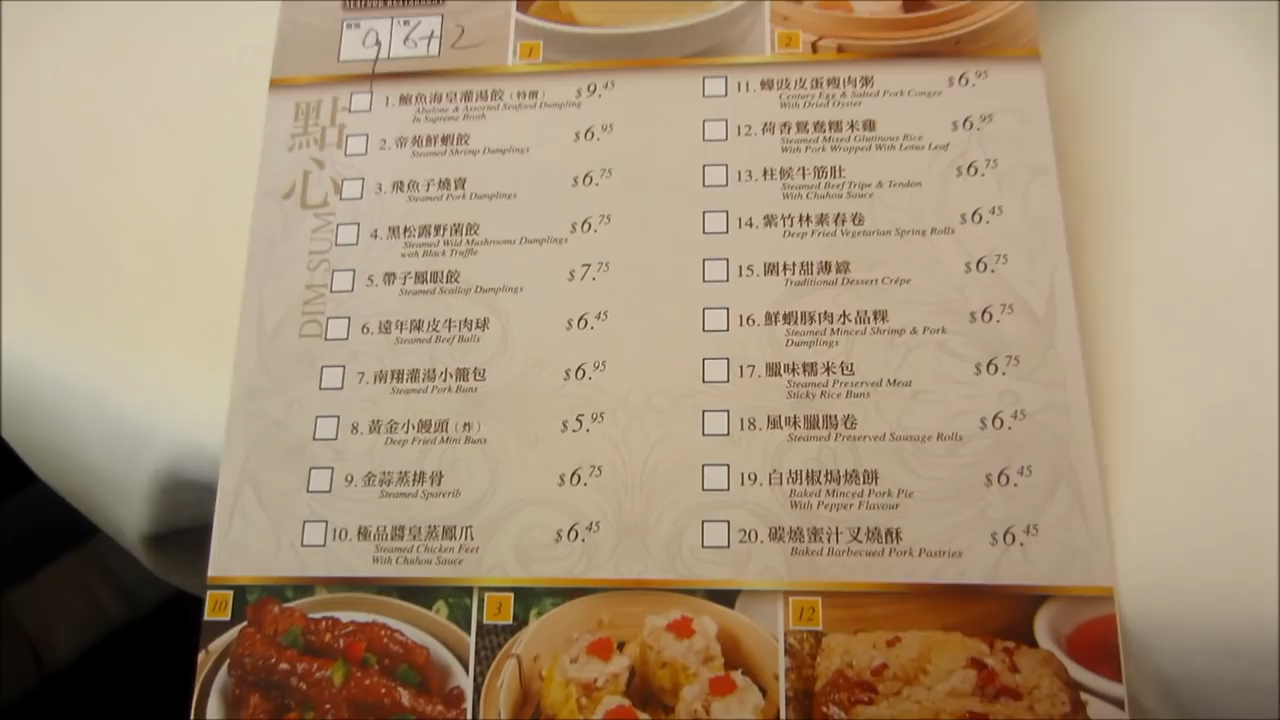 SEAFOOD RESTAURANT
9 6+2
1
2
點心
DIM SUM
1. 鮑魚海皇灌湯餃（特價） $9.45
Abalone & Assorted Seafood Dumpling
In Supreme Broth
2. 帝苑鮮蝦餃 $6.95
Steamed Shrimp Dumplings
3. 飛魚子燒賣 $6.75
Steamed Pork Dumplings
4. 黑松露野菌餃 $6.75
Steamed Wild Mushrooms Dumplings
with Black Truffle
5. 帶子鳳眼餃 $7.75
Steamed Scallop Dumplings
6. 遠年陳皮牛肉球 $6.45
Steamed Beef Balls
7. 南翔灌湯小籠包 $6.95
Steamed Pork Buns
8. 黃金小饅頭（炸） $5.95
Deep Fried Mini Buns
9. 金蒜蒸排骨 $6.75
Steamed Sparerib
10. 極品醬皇蒸鳳爪 $6.45
Steamed Chicken Feet
With Chuhou Sauce
11. 蠔豉皮蛋瘦肉粥 $6.95
Century Egg & Salted Pork Congee
With Dried Oyster
12. 荷香鴛鴦糯米雞 $6.95
Steamed Mixed Glutinous Rice
With Pork Wrapped With Lotus Leaf
13. 柱候牛筋肚 $6.75
Steamed Beef Tripe & Tendon
With Chuhou Sauce
14. 紫竹林素春卷 $6.45
Deep Fried Vegetarian Spring Rolls
15. 圍村甜薄罉 $6.75
Traditional Dessert Crêpe
16. 鮮蝦豚肉水晶粿 $6.75
Steamed Minced Shrimp & Pork
Dumplings
17. 臘味糯米包 $6.75
Steamed Preserved Meat
Sticky Rice Buns
18. 風味臘腸卷 $6.45
Steamed Preserved Sausage Rolls
19. 白胡椒焗燒餅 $6.45
Baked Minced Pork Pie
With Pepper Flavour
20. 碳燒蜜汁叉燒酥 $6.45
Baked Barbecued Pork Pastries
10
3
12